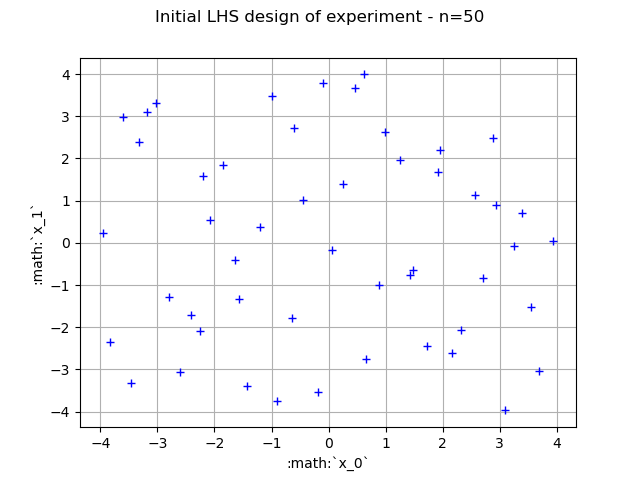 Initial LHS design of experiment - n=50
4
3
2
1
0
−1
−2
−3
−4
:math:`x_1`
−4 −3 −2 −1 0 1 2 3 4
:math:`x_0`